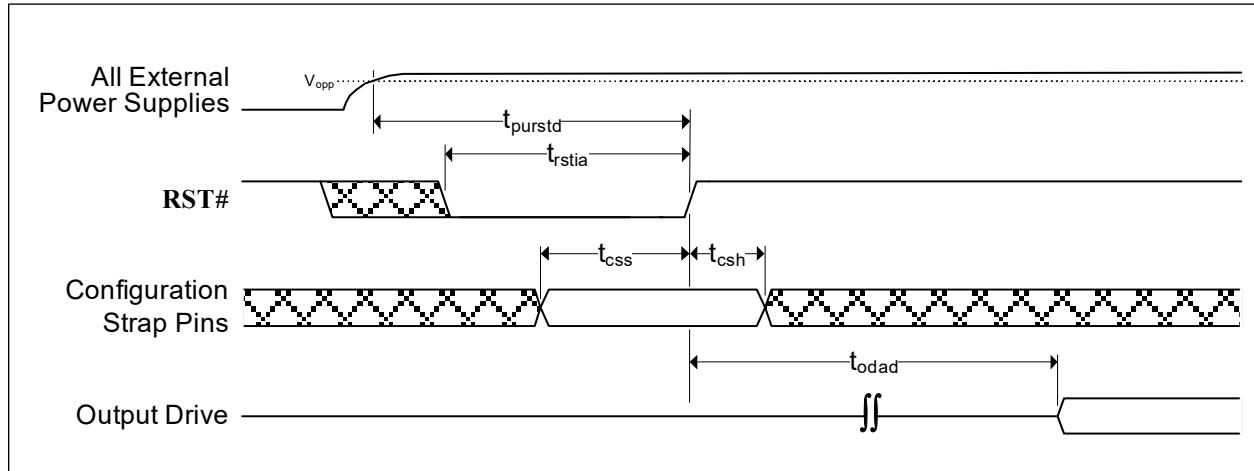 All External
Power Supplies
Vopp
tpurstd
trstia
RST#
tcss
tcsh
Configuration
Strap Pins
todad
Output Drive